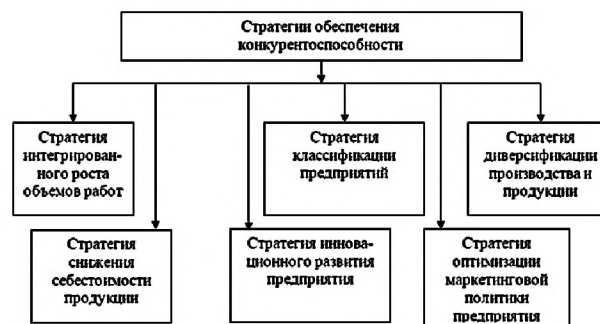 Стратегии обеспечения
конкурентоспособности
Стратегия
интегрирован-
ного роста
объемов работ
Стратегия
классификации
предприятий
Стратегия
диверсификации
производства и
продукции
Стратегия
снижения
себестоимости
продукции
Стратегия иннова-
ционного развития
предприятия
Стратегия
оптимизации
маркетинговой
политики
предприятия